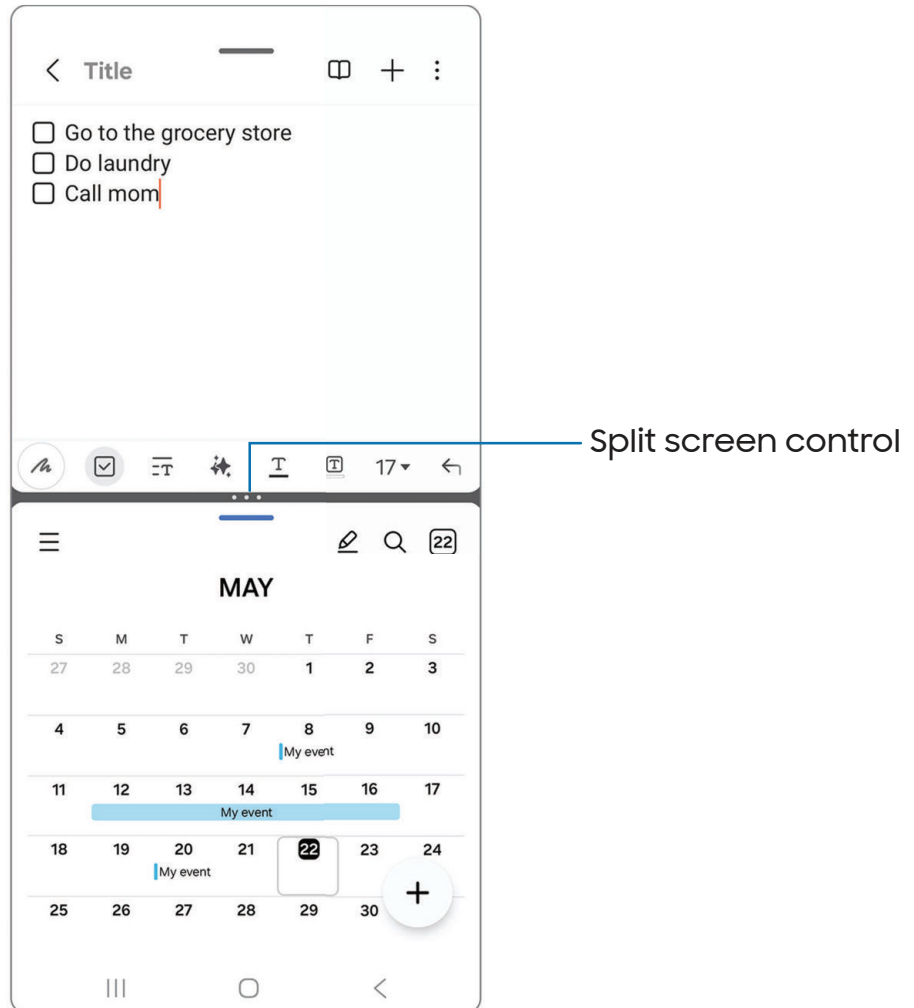 Title
Go to the grocery store
Do laundry
Call mom
17
Split screen control
22
MAY
S M T W T F S
27 28 29 30 1 2 3
4 5 6 7 8 9 10
My event
11 12 13 14 15 16 17
My event
18 19 20 21 22 23 24
My event
25 26 27 28 29 30